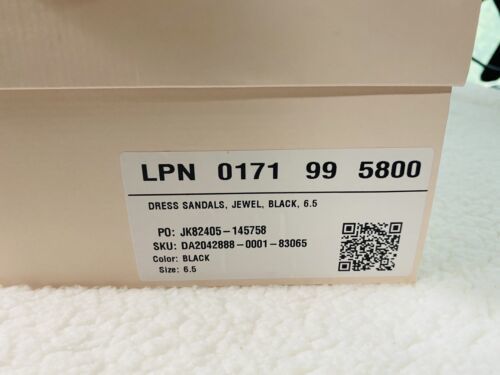 LPN 0171 99 5800
DRESS SANDALS, JEWEL, BLACK, 6.5
PO: JK82405-145758
SKU: DA2042888-0001-83065
Color: BLACK
Size: 6.5